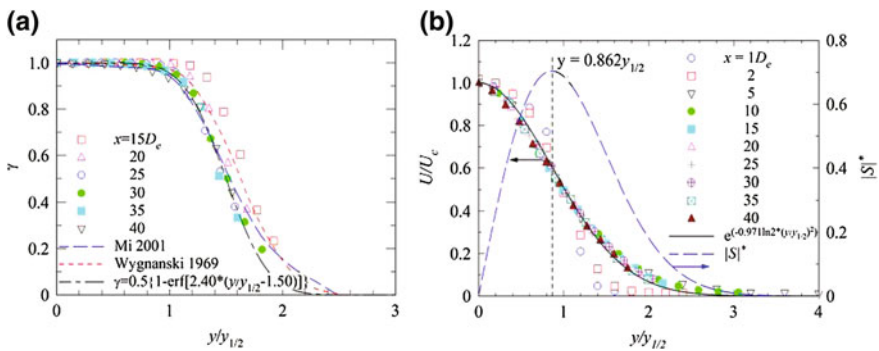 (a)
1.0
0.8
0.6
0.4
0.2
0
γ
x=15Dₑ
20
25
30
35
40
Mi 2001
Wygnanski 1969
γ=0.5{1-erf[2.40*(y/y₁/₂-1.50)]}
0 1 2 3
y/y₁/₂
(b)
1.2
1.0
0.8
0.6
0.4
0.2
0.0
U/U_c
y = 0.862y₁/₂
x = 1Dₑ
2
5
10
15
20
25
30
35
40
e^(-0.971ln2*(y/y₁/₂)²)
|S|*
0.8
0.6
0.4
0.2
0
|S|*
0 1 2 3 4
y/y₁/₂